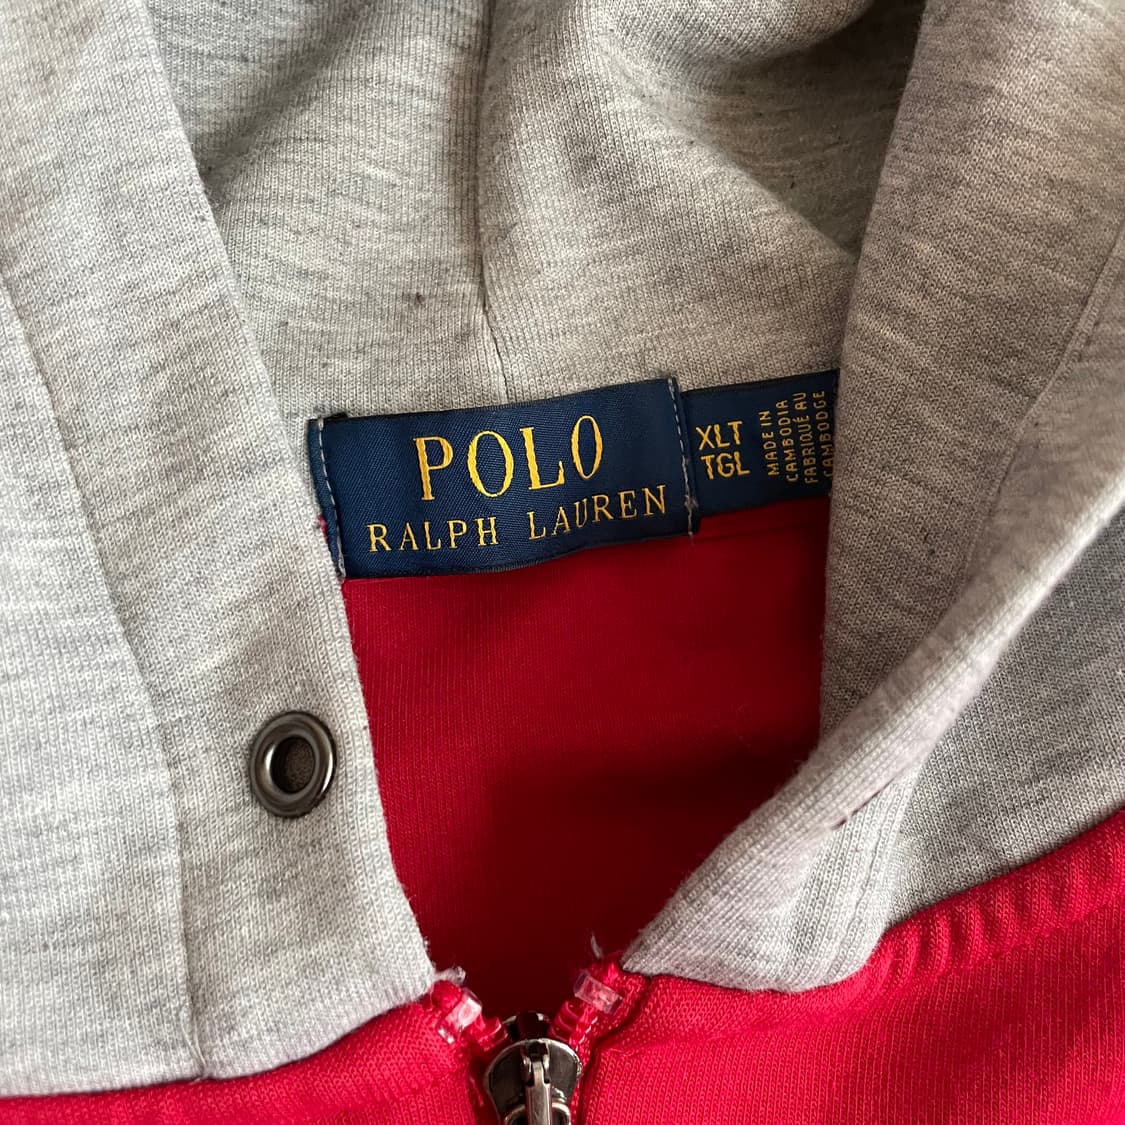 POLO
RALPH LAUREN
XLT
TGL
MADE IN
CAMBODIA
FABRIQUÉ AU
CAMBODGE